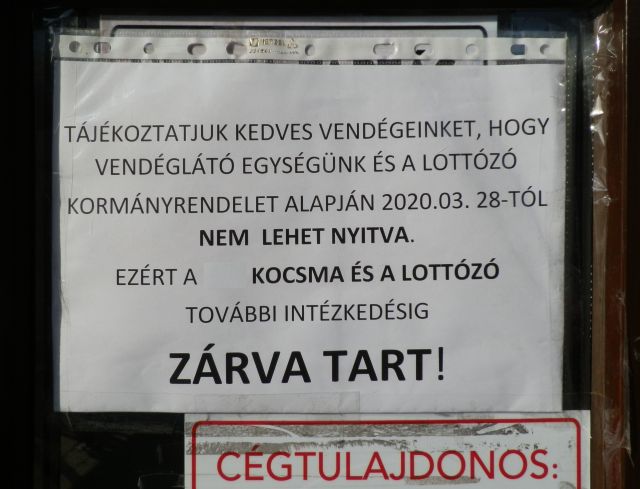 TÁJÉKOZTATJUK KEDVES VENDÉGEINKET, HOGY
VENDÉGLÁTÓ EGYSÉGÜNK ÉS A LOTTÓZÓ
KORMÁNYRENDELET ALAPJÁN 2020.03. 28-TÓL
NEM LEHET NYITVA.
EZÉRT A KOCSMA ÉS A LOTTÓZÓ
TOVÁBBI INTÉZKEDÉSIG
ZÁRVA TART!
CÉGTULAJDONOS: